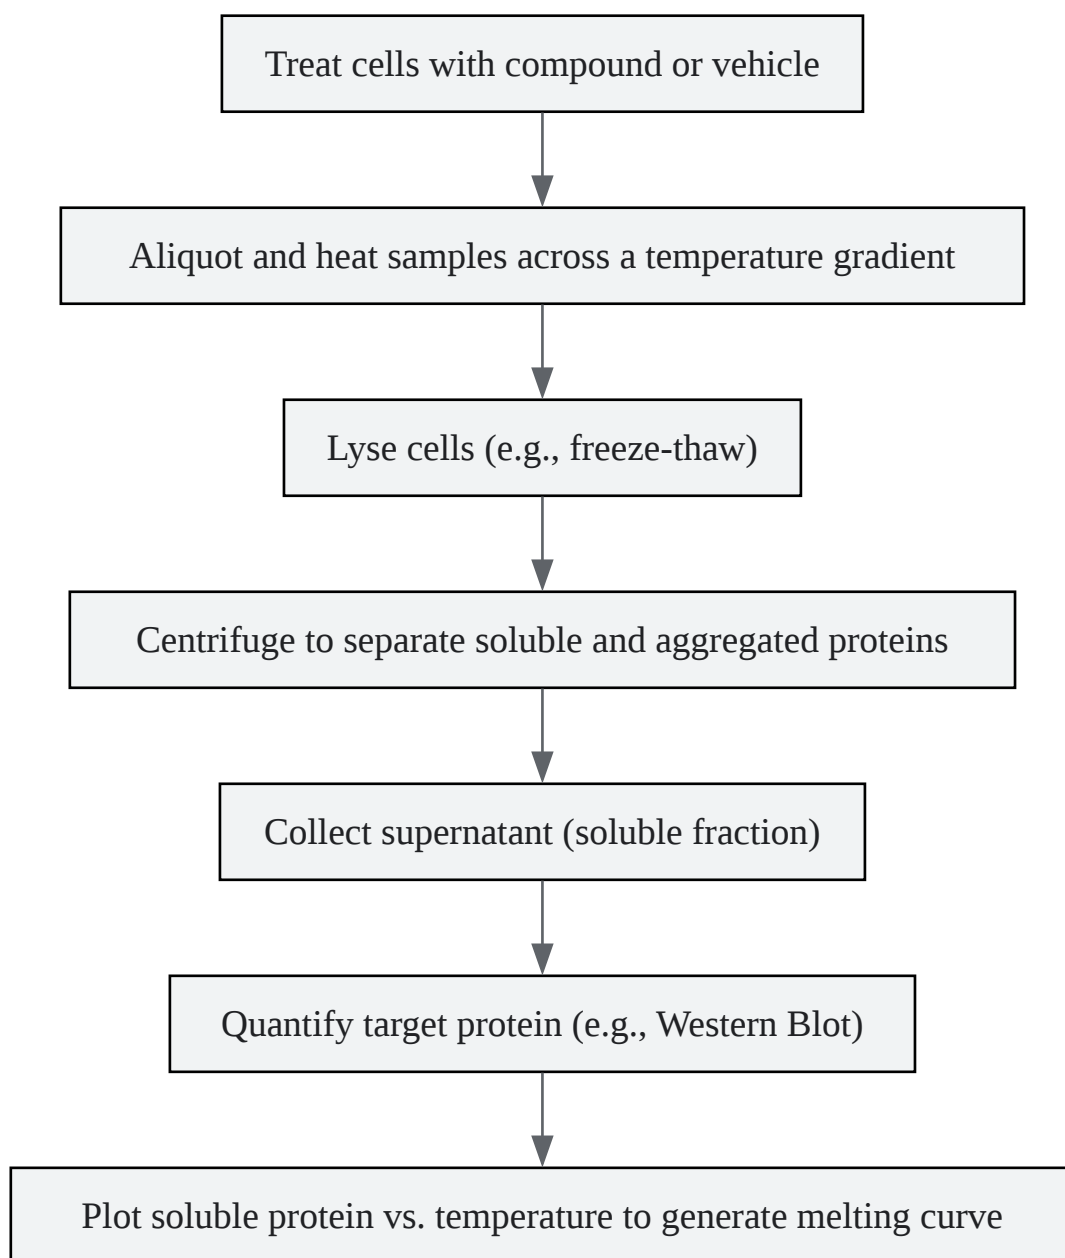 Treat cells with compound or vehicle
Aliquot and heat samples across a temperature gradient
Lyse cells (e.g., freeze-thaw)
Centrifuge to separate soluble and aggregated proteins
Collect supernatant (soluble fraction)
Quantify target protein (e.g., Western Blot)
Plot soluble protein vs. temperature to generate melting curve